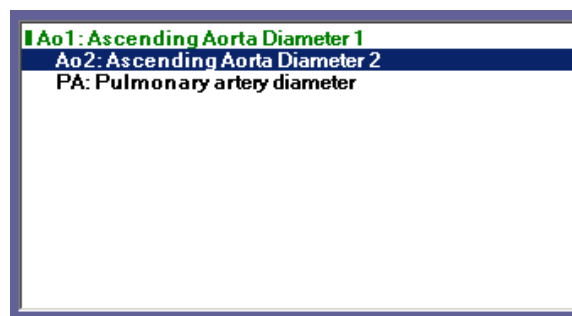 Ao1: Ascending Aorta Diameter 1
Ao2: Ascending Aorta Diameter 2
PA: Pulmonary artery diameter